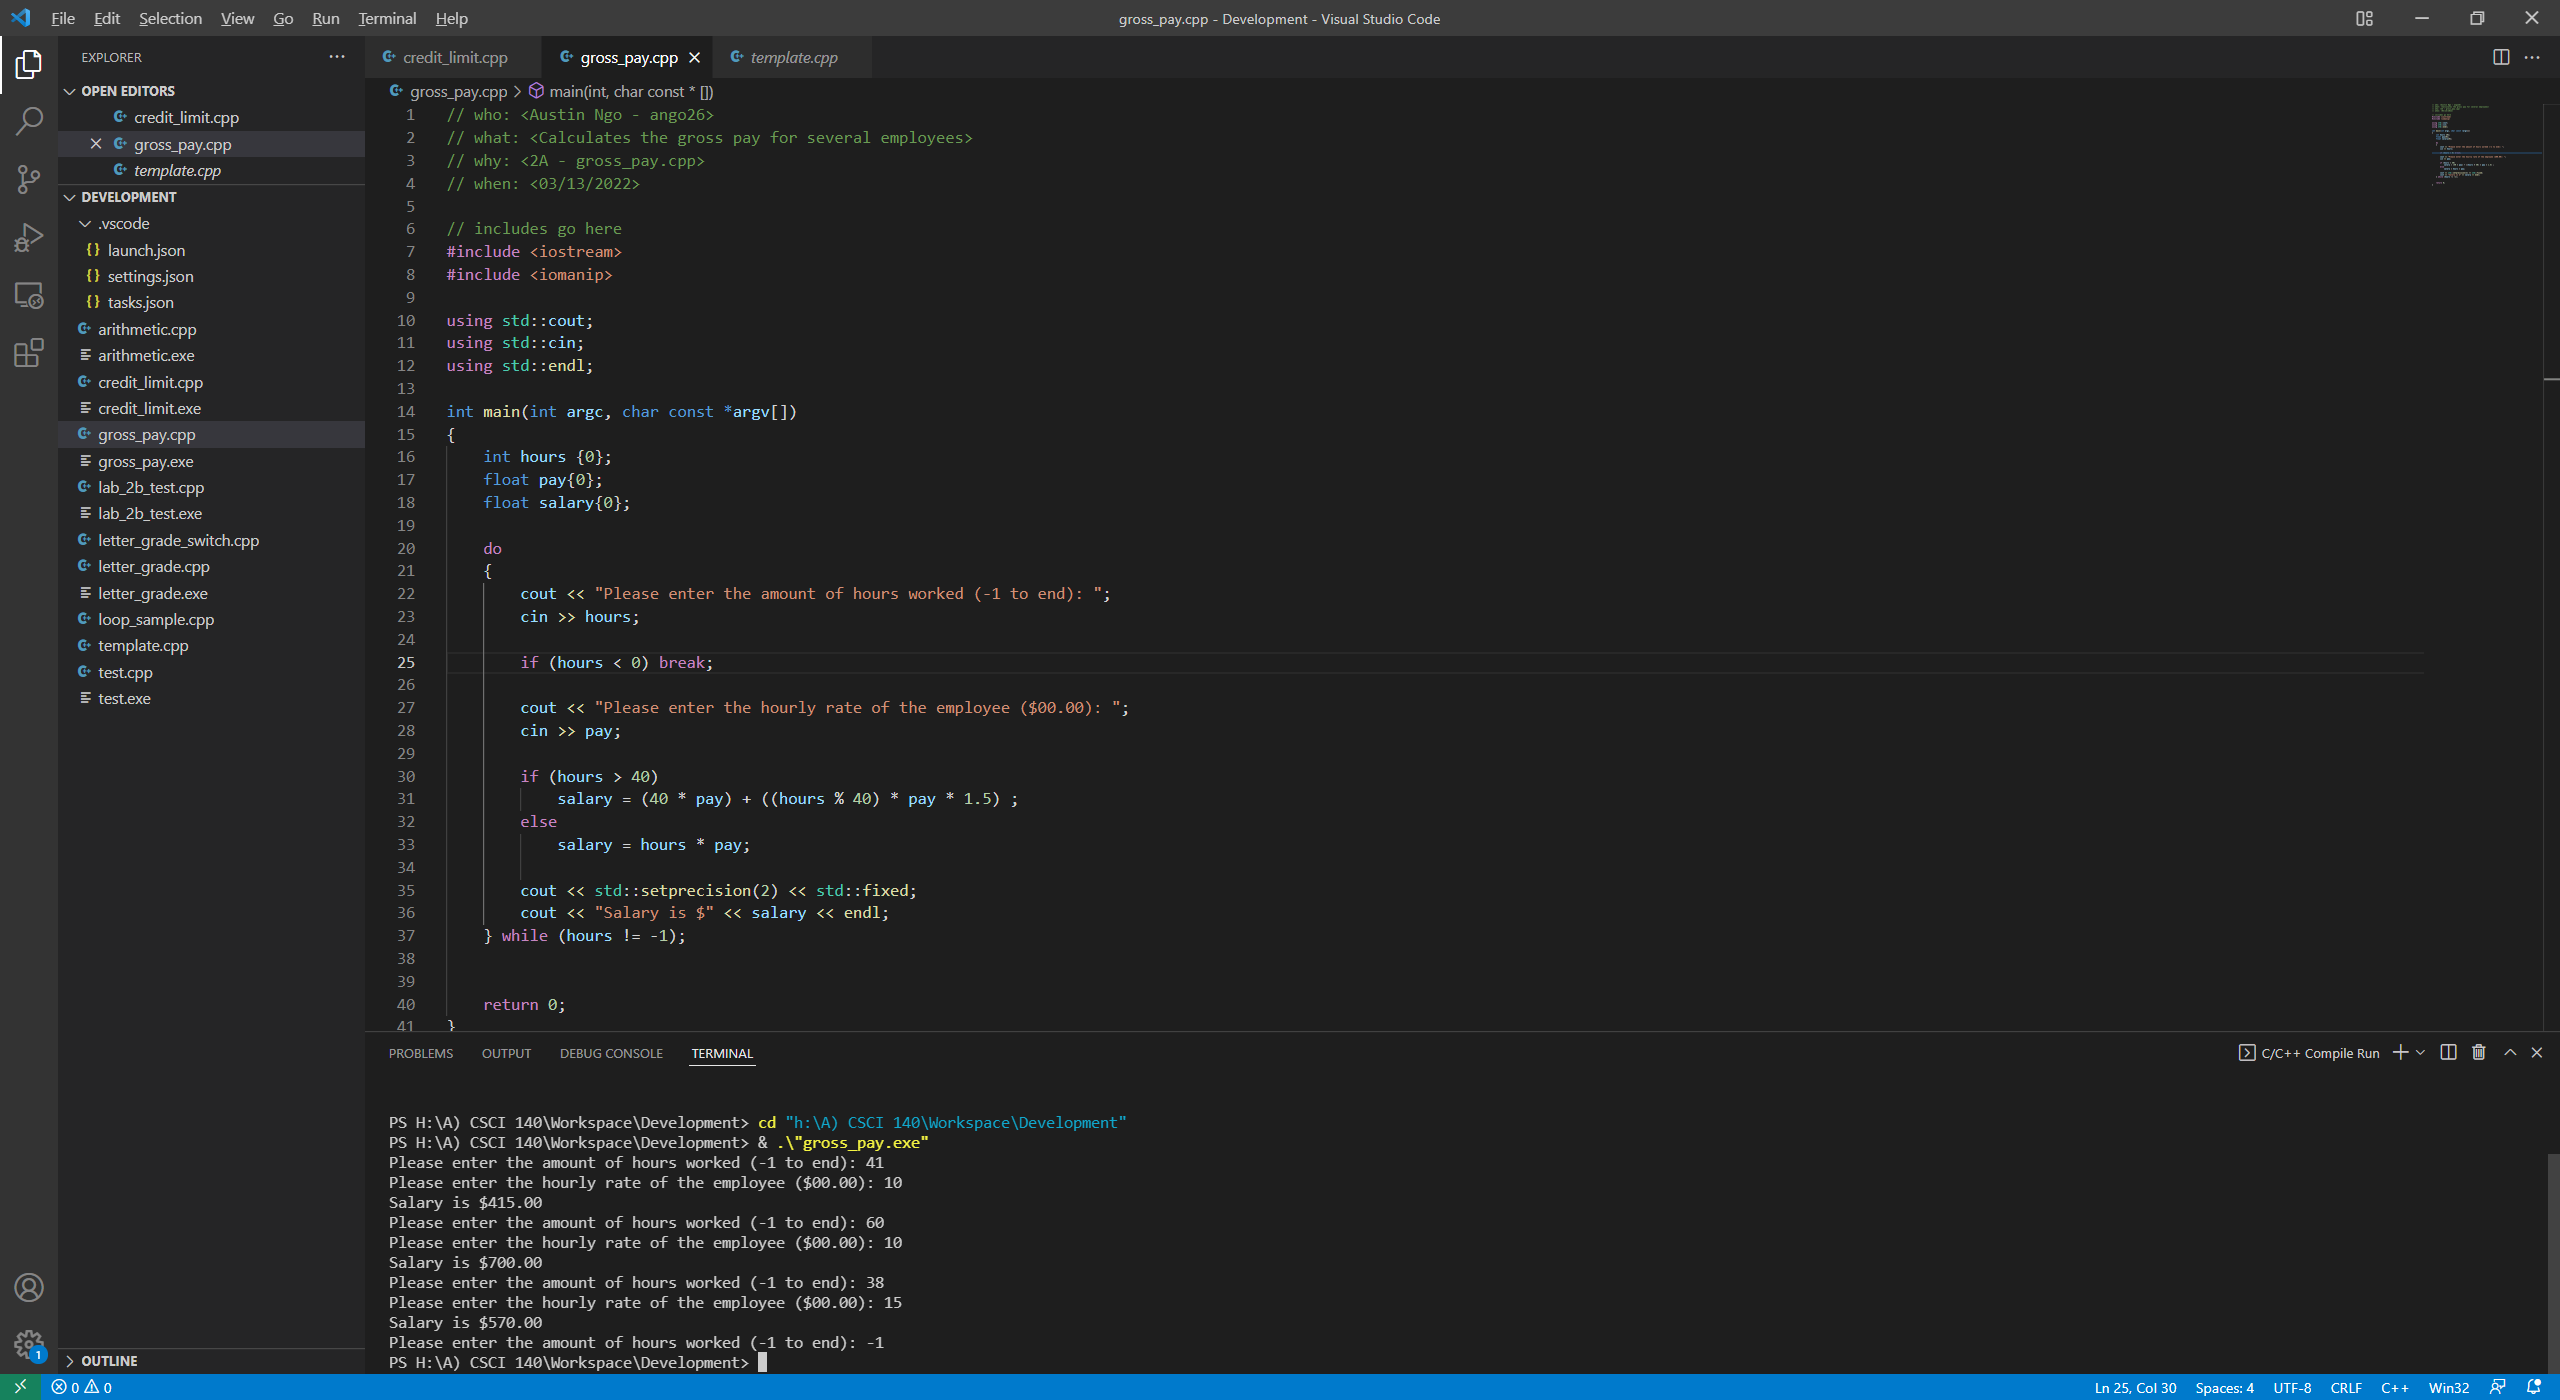 File Edit Selection View Go Run Terminal Help
gross_pay.cpp - Development - Visual Studio Code
EXPLORER
OPEN EDITORS
credit_limit.cpp
gross_pay.cpp
template.cpp
DEVELOPMENT
.vscode
launch.json
settings.json
tasks.json
arithmetic.cpp
arithmetic.exe
credit_limit.cpp
credit_limit.exe
gross_pay.cpp
gross_pay.exe
lab_2b_test.cpp
lab_2b_test.exe
letter_grade_switch.cpp
letter_grade.cpp
letter_grade.exe
loop_sample.cpp
template.cpp
test.cpp
test.exe
OUTLINE
credit_limit.cpp gross_pay.cpp template.cpp
gross_pay.cpp > main(int, char const * [])
1 // who: <Austin Ngo - ango26>
2 // what: <Calculates the gross pay for several employees>
3 // why: <2A - gross_pay.cpp>
4 // when: <03/13/2022>
5
6 // includes go here
7 #include <iostream>
8 #include <iomanip>
9
10 using std::cout;
11 using std::cin;
12 using std::endl;
13
14 int main(int argc, char const *argv[])
15 {
16 int hours {0};
17 float pay{0};
18 float salary{0};
19
20 do
21 {
22 cout << "Please enter the amount of hours worked (-1 to end): ";
23 cin >> hours;
24
25 if (hours < 0) break;
26
27 cout << "Please enter the hourly rate of the employee ($00.00): ";
28 cin >> pay;
29
30 if (hours > 40)
31 salary = (40 * pay) + ((hours % 40) * pay * 1.5) ;
32 else
33 salary = hours * pay;
34
35 cout << std::setprecision(2) << std::fixed;
36 cout << "Salary is $" << salary << endl;
37 } while (hours != -1);
38
39
40 return 0;
41 }
PROBLEMS OUTPUT DEBUG CONSOLE TERMINAL
C/C++ Compile Run
PS H:\A) CSCI 140\Workspace\Development> cd "h:\A) CSCI 140\Workspace\Development"
PS H:\A) CSCI 140\Workspace\Development> & .\"gross_pay.exe"
Please enter the amount of hours worked (-1 to end): 41
Please enter the hourly rate of the employee ($00.00): 10
Salary is $415.00
Please enter the amount of hours worked (-1 to end): 60
Please enter the hourly rate of the employee ($00.00): 10
Salary is $700.00
Please enter the amount of hours worked (-1 to end): 38
Please enter the hourly rate of the employee ($00.00): 15
Salary is $570.00
Please enter the amount of hours worked (-1 to end): -1
PS H:\A) CSCI 140\Workspace\Development>
1
0 0
Ln 25, Col 30 Spaces: 4 UTF-8 CRLF C++ Win32